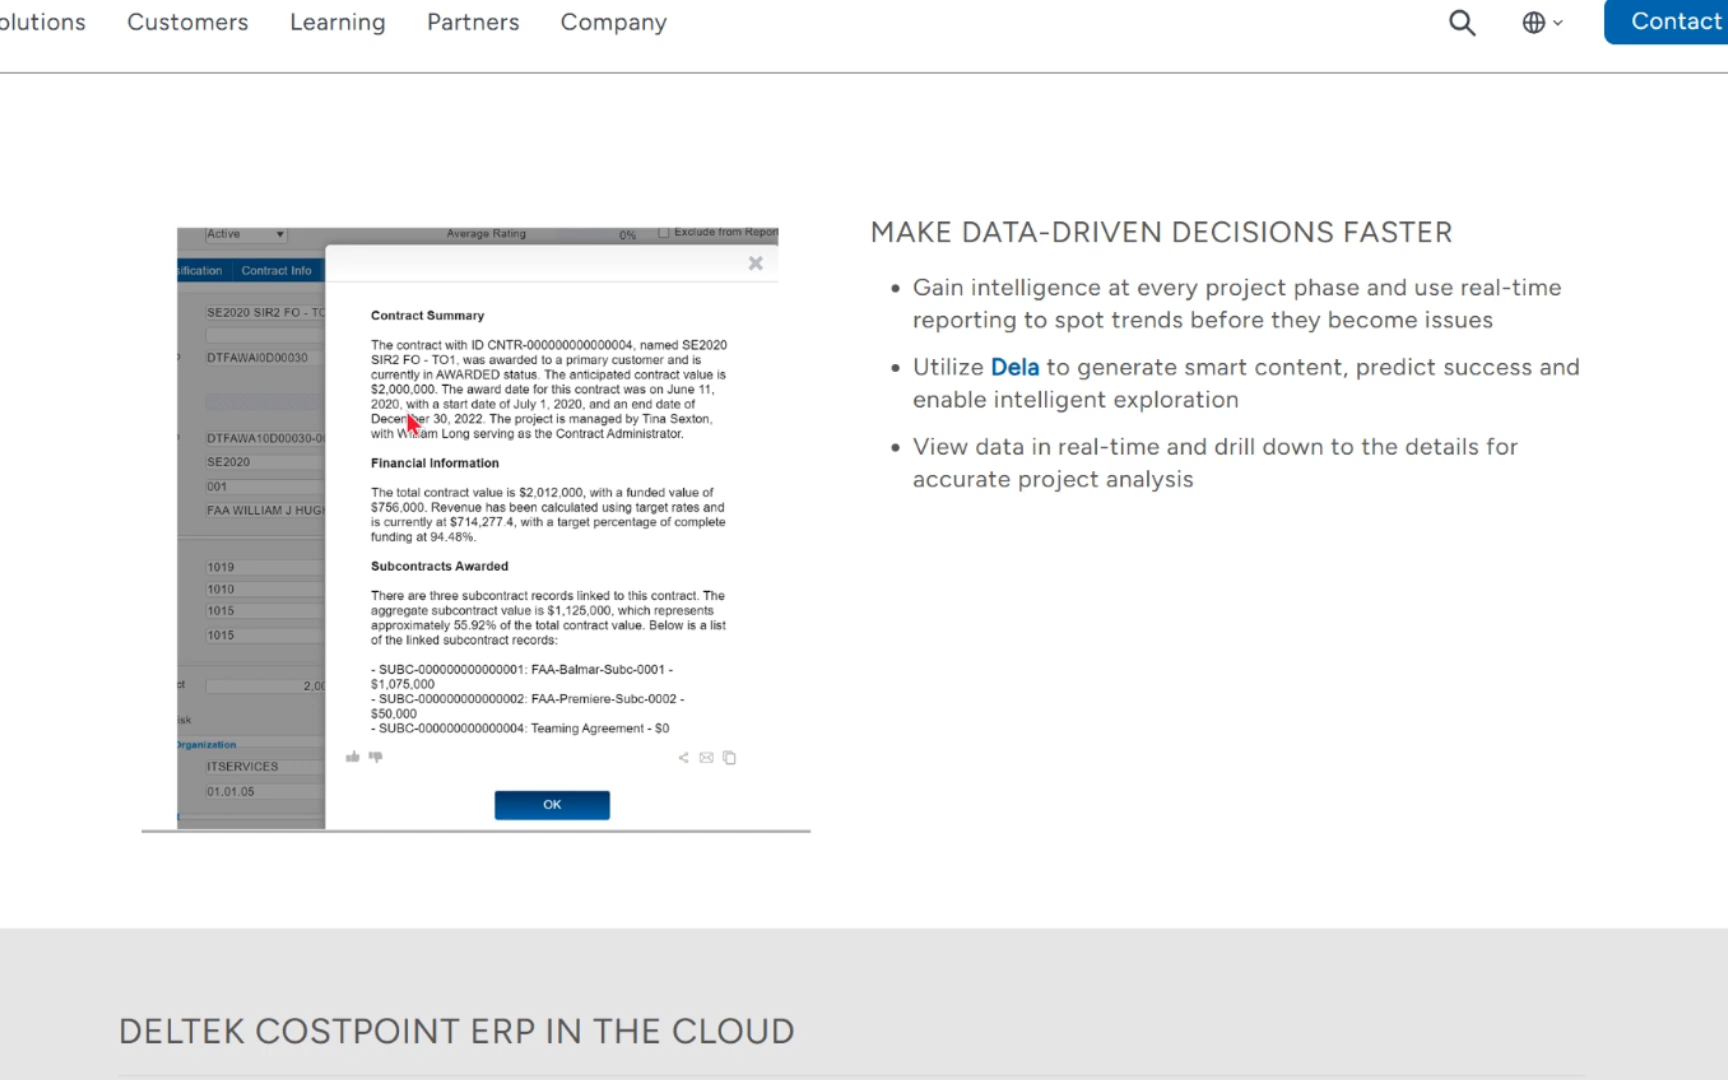 Customers Learning Partners Company
Contact
MAKE DATA-DRIVEN DECISIONS FASTER
Gain intelligence at every project phase and use real-time
reporting to spot trends before they become issues
Utilize Dela to generate smart content, predict success and
enable intelligent exploration
View data in real-time and drill down to the details for
accurate project analysis
Active Average Rating 0% Exclude from
Contract Info
SE2020 SIR2 FO -
DTFAWAI0D00030
SE2020
001
FAA WILLIAM J
1019
1010
1015
1015
ITSERVICES
01.01.05
Contract Summary
The contract with ID CNTR-000000000000004, named SE2020
SIR2 FO - TO1, was awarded to a primary customer and is
currently in AWARDED status. The anticipated contract value is
$2,000,000. The award date for this contract was on June 11,
2020, with a start date of July 1, 2020, and an end date of
December 30, 2022. The project is managed by Tina Sexton,
with William Long serving as the Contract Administrator.
Financial Information
The total contract value is $2,012,000, with a funded value of
$756,000. Revenue has been calculated using target rates and
is currently at $714,277.4, with a target percentage of complete
funding at 94.48%.
Subcontracts Awarded
There are three subcontract records linked to this contract. The
aggregate subcontract value is $1,125,000, which represents
approximately 55.92% of the total contract value. Below is a list
of the linked subcontract records:
- SUBC-000000000000001: FAA-Balmar-Subc-0001 -
$1,075,000
- SUBC-000000000000002: FAA-Premiere-Subc-0002 -
$50,000
- SUBC-000000000000004: Teaming Agreement - $0
OK
DELTEK COSTPOINT ERP IN THE CLOUD